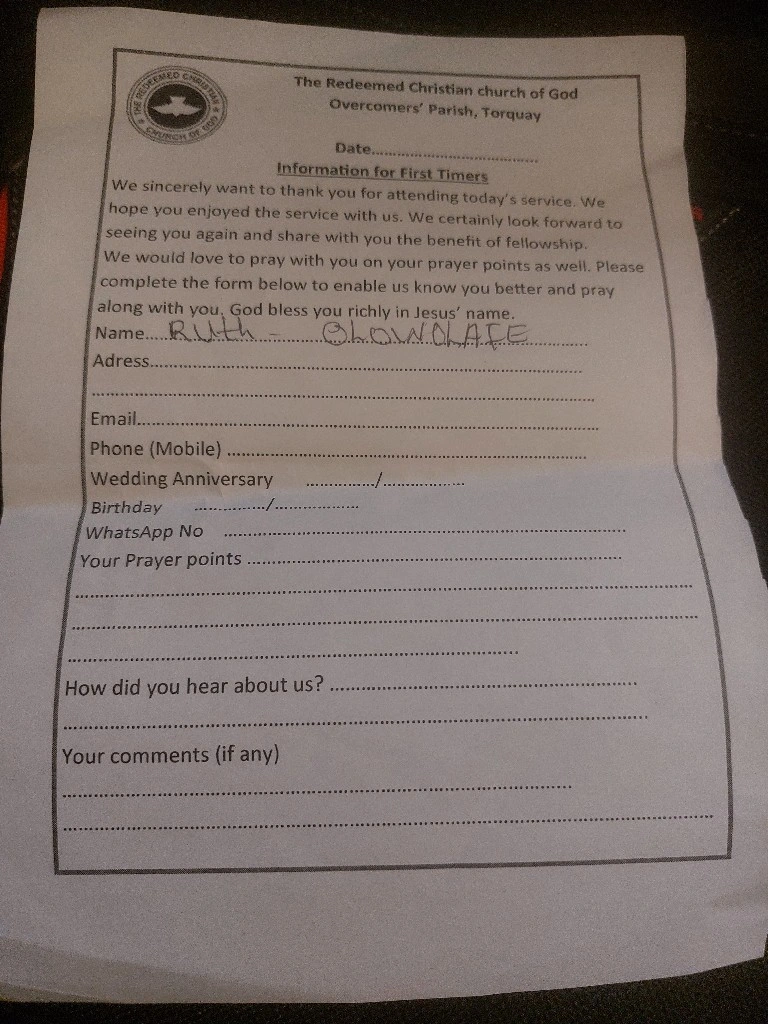 THE REDEEMED CHRISTIAN
CHURCH OF GOD
The Redeemed Christian church of God
Overcomers' Parish, Torquay
Date........................................
Information for First Timers
We sincerely want to thank you for attending today's service. We
hope you enjoyed the service with us. We certainly look forward to
seeing you again and share with you the benefit of fellowship.
We would love to pray with you on your prayer points as well. Please
complete the form below to enable us know you better and pray
along with you. God bless you richly in Jesus' name.
Name....Ruth - OLOWOLAFE
Adress........................................
........................................
Email........................................
Phone (Mobile) ........................................
Wedding Anniversary ............../................
Birthday ............../................
WhatsApp No ........................................
Your Prayer points ........................................
........................................
........................................
........................................
How did you hear about us? ........................................
........................................
Your comments (if any)
........................................
........................................